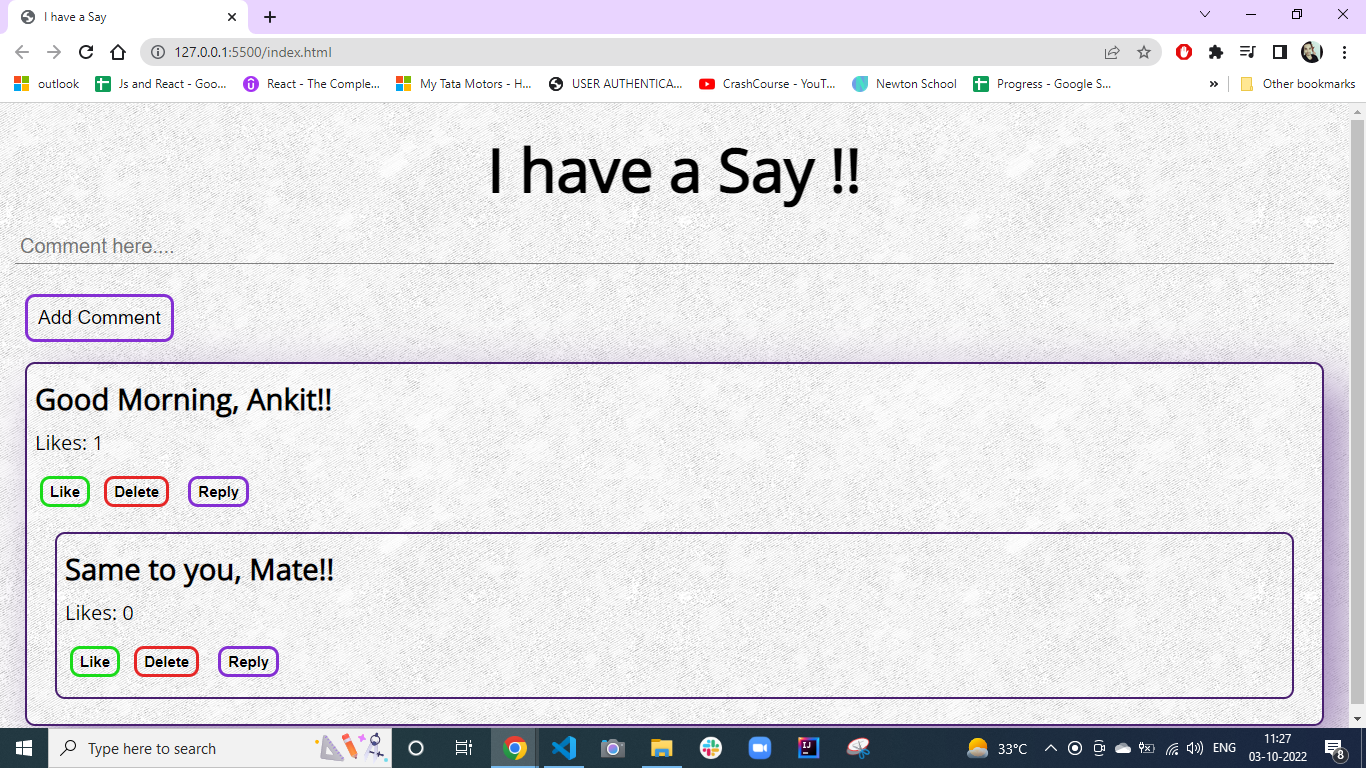 I have a Say
127.0.0.1:5500/index.html
outlook Js and React - Goo... React - The Comple... My Tata Motors - H... USER AUTHENTICA... CrashCourse - YouT... Newton School Progress - Google S... » Other bookmarks
I have a Say !!
Comment here....
Add Comment
Good Morning, Ankit!!
Likes: 1
Like Delete Reply
Same to you, Mate!!
Likes: 0
Like Delete Reply
Type here to search 33°C ENG 11:27
03-10-2022 8